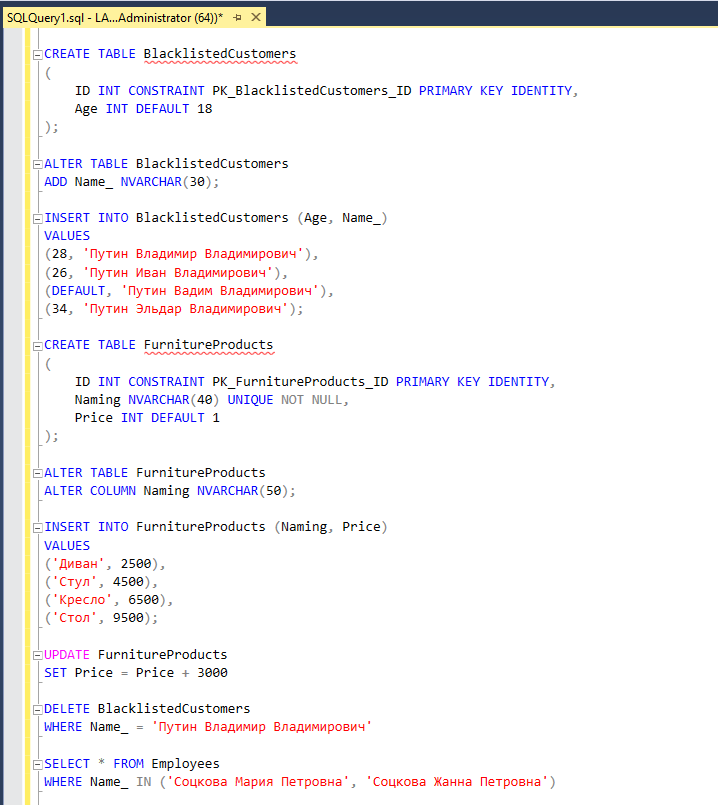 SQLQuery1.sql - LA...Administrator (64))*
CREATE TABLE BlacklistedCustomers
(
    ID INT CONSTRAINT PK_BlacklistedCustomers_ID PRIMARY KEY IDENTITY,
    Age INT DEFAULT 18
);
ALTER TABLE BlacklistedCustomers
ADD Name_ NVARCHAR(30);
INSERT INTO BlacklistedCustomers (Age, Name_)
VALUES
(28, 'Путин Владимир Владимирович'),
(26, 'Путин Иван Владимирович'),
(DEFAULT, 'Путин Вадим Владимирович'),
(34, 'Путин Эльдар Владимирович');
CREATE TABLE FurnitureProducts
(
    ID INT CONSTRAINT PK_FurnitureProducts_ID PRIMARY KEY IDENTITY,
    Naming NVARCHAR(40) UNIQUE NOT NULL,
    Price INT DEFAULT 1
);
ALTER TABLE FurnitureProducts
ALTER COLUMN Naming NVARCHAR(50);
INSERT INTO FurnitureProducts (Naming, Price)
VALUES
('Диван', 2500),
('Стул', 4500),
('Кресло', 6500),
('Стол', 9500);
UPDATE FurnitureProducts
SET Price = Price + 3000
DELETE BlacklistedCustomers
WHERE Name_ = 'Путин Владимир Владимирович'
SELECT * FROM Employees
WHERE Name_ IN ('Соцкова Мария Петровна', 'Соцкова Жанна Петровна')